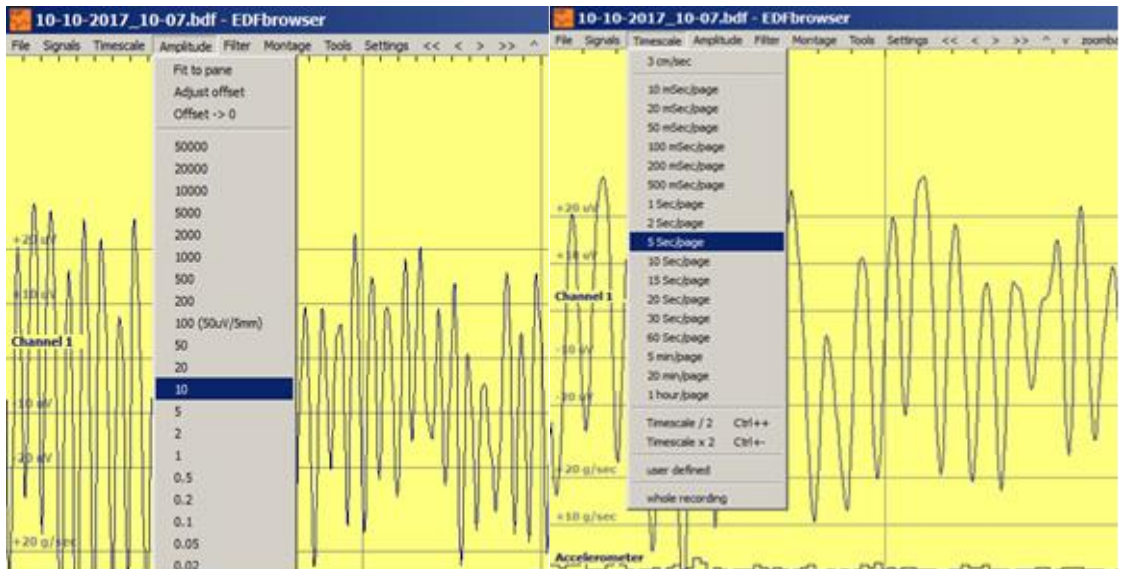 10-10-2017_10-07.bdf - EDFbrowser
File Signals Timescale Amplitude Filter Montage Tools Settings << < > >> ^
Fit to pane
Adjust offset
Offset -> 0
50000
20000
10000
5000
2000
1000
500
200
100 (50uV/5mm)
50
20
10
5
2
1
0.5
0.2
0.1
0.05
0.02
+20 uV
+10 uV
Channel 1
-10 uV
-20 uV
+20 g/sec
10-10-2017_10-07.bdf - EDFbrowser
File Signals Timescale Amplitude Filter Montage Tools Settings << < > >> ^ v zoomba
3 cm/sec
10 mSec/page
20 mSec/page
50 mSec/page
100 mSec/page
200 mSec/page
500 mSec/page
1 Sec/page
2 Sec/page
5 Sec/page
10 Sec/page
15 Sec/page
20 Sec/page
30 Sec/page
60 Sec/page
5 min/page
20 min/page
1 hour/page
Timescale / 2 Ctrl++
Timescale x 2 Ctrl+-
user defined
whole recording
+20 uV
+10 uV
Channel 1
-10 uV
-20 uV
+20 g/sec
+10 g/sec
Accelerometer